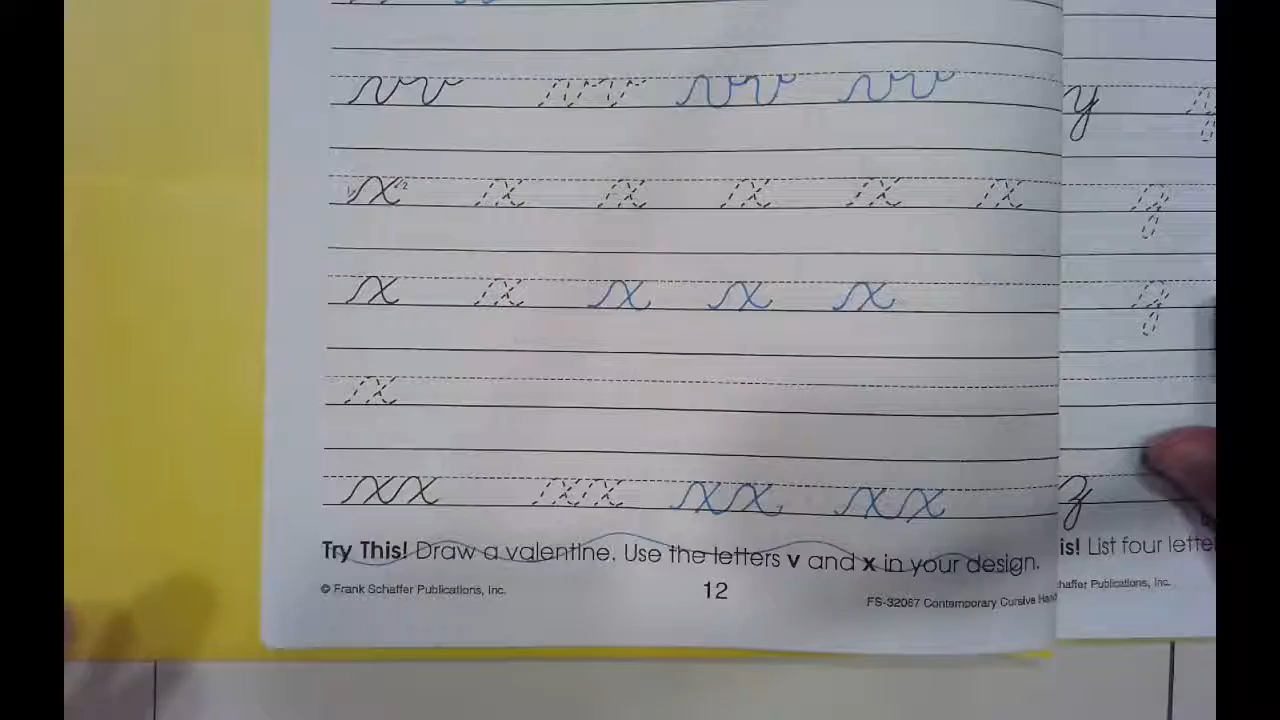 vv vv vv vv
x x x x x x
x x x x x
x
xx xx xx xx
Try This! Draw a valentine. Use the letters v and x in your design.
© Frank Schaffer Publications, Inc.
12
FS-32067 Contemporary Cursive
y y
y
y
z
is! List four
haffer Publications, Inc.